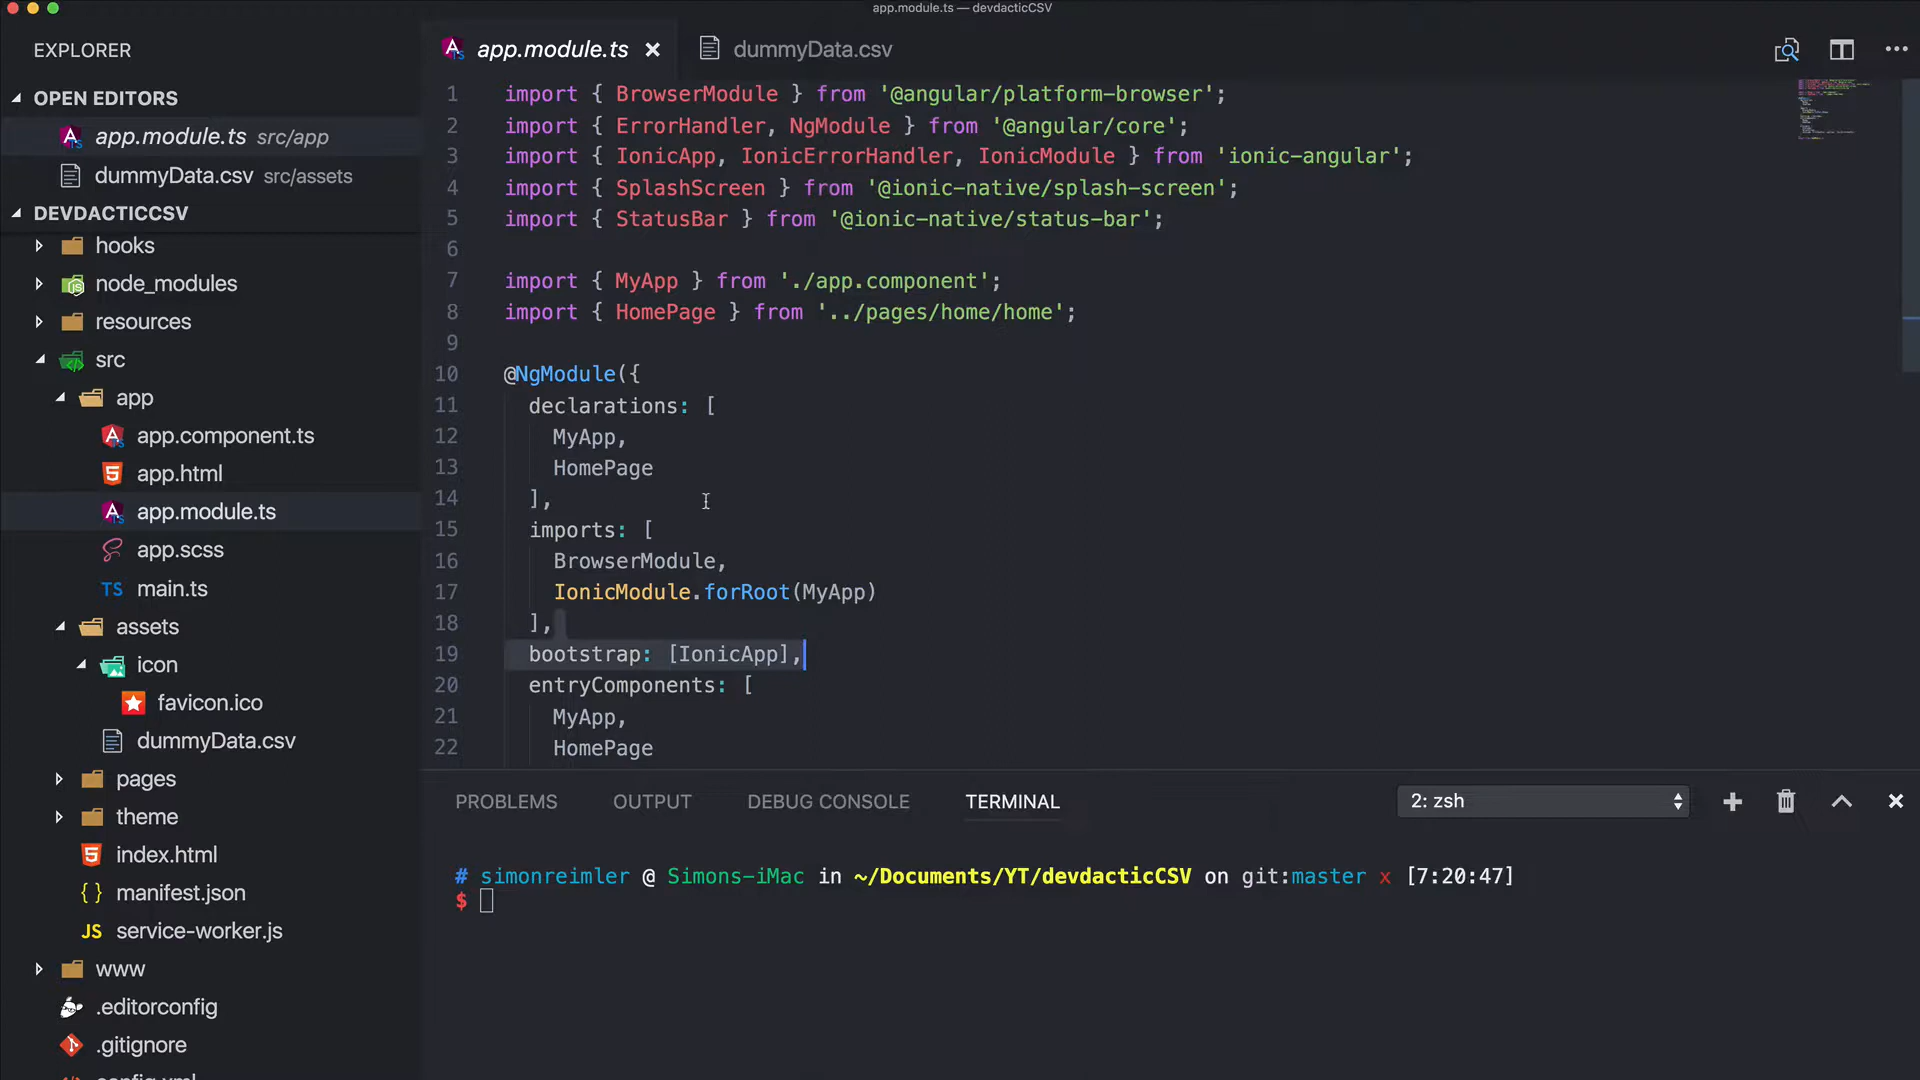 app.module.ts — devdacticCSV
EXPLORER
OPEN EDITORS
app.module.ts src/app
dummyData.csv src/assets
DEVDACTICCSV
hooks
node_modules
resources
src
app
app.component.ts
app.html
app.module.ts
app.scss
main.ts
assets
icon
favicon.ico
dummyData.csv
pages
theme
index.html
manifest.json
service-worker.js
www
.editorconfig
.gitignore
config.xml
app.module.ts
dummyData.csv
1 import { BrowserModule } from '@angular/platform-browser';
2 import { ErrorHandler, NgModule } from '@angular/core';
3 import { IonicApp, IonicErrorHandler, IonicModule } from 'ionic-angular';
4 import { SplashScreen } from '@ionic-native/splash-screen';
5 import { StatusBar } from '@ionic-native/status-bar';
6
7 import { MyApp } from './app.component';
8 import { HomePage } from '../pages/home/home';
9
10 @NgModule({
11 declarations: [
12 MyApp,
13 HomePage
14 ],
15 imports: [
16 BrowserModule,
17 IonicModule.forRoot(MyApp)
18 ],
19 bootstrap: [IonicApp],
20 entryComponents: [
21 MyApp,
22 HomePage
PROBLEMS OUTPUT DEBUG CONSOLE TERMINAL 2: zsh
# simonreimler @ Simons-iMac in ~/Documents/YT/devdacticCSV on git:master x [7:20:47]
$